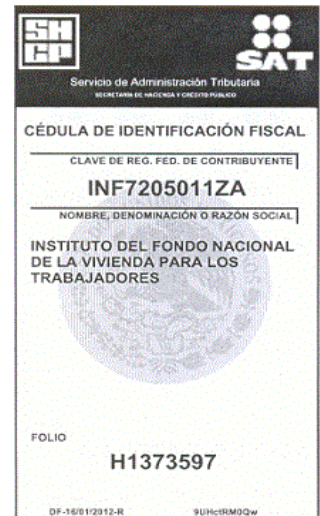 SHCP
SAT
Servicio de Administración Tributaria
SECRETARÍA DE HACIENDA Y CRÉDITO PÚBLICO
CÉDULA DE IDENTIFICACIÓN FISCAL
CLAVE DE REG. FED. DE CONTRIBUYENTE
INF7205011ZA
NOMBRE, DENOMINACIÓN O RAZÓN SOCIAL
INSTITUTO DEL FONDO NACIONAL
DE LA VIVIENDA PARA LOS
TRABAJADORES
FOLIO
H1373597
DF-16/01/2012-R 9UHctRM0Qw